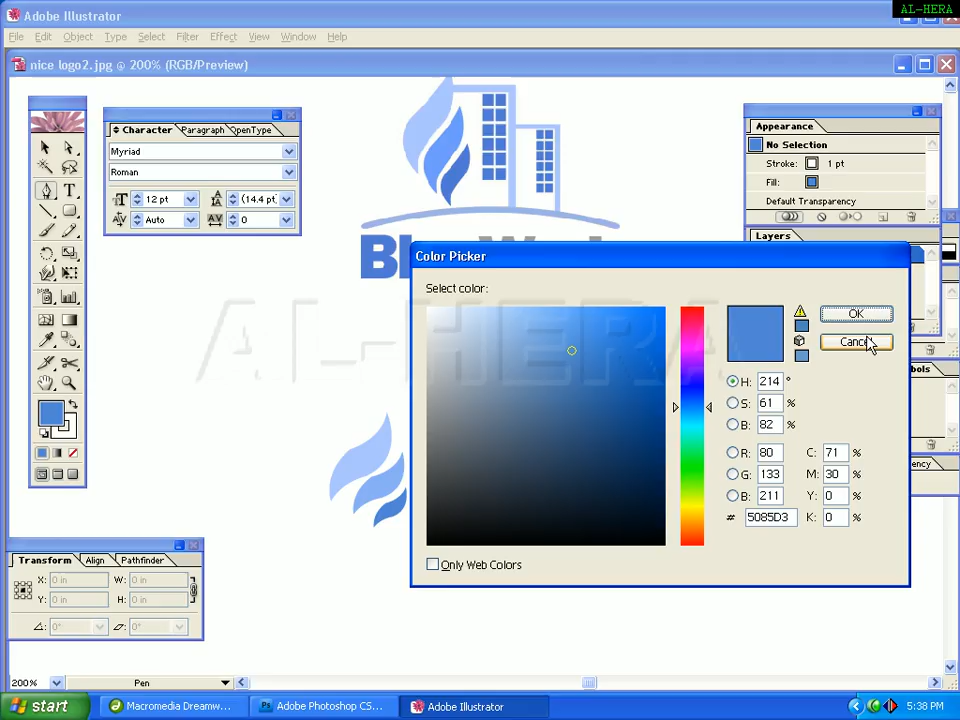 AL-HERA
Adobe Illustrator
File Edit Object Type Select Filter Effect View Window Help
nice logo2.jpg @ 200% (RGB/Preview)
Character Paragraph OpenType
Myriad
Roman
12 pt (14.4 pt)
Auto 0
Appearance
No Selection
Stroke: 1 pt
Fill:
Default Transparency
Layers
Color Picker
Select color:
OK
Cancel
AL-HERA
H: 214 °
S: 61 %
B: 82 %
R: 80 C: 71 %
G: 133 M: 30 %
B: 211 Y: 0 %
# 5085D3 K: 0 %
Only Web Colors
Transform Align Pathfinder
X: 0 in W: 0 in
Y: 0 in H: 0 in
0° 0°
200% Pen
start Macromedia Dreamw... Adobe Photoshop CS... Adobe Illustrator 5:38 PM